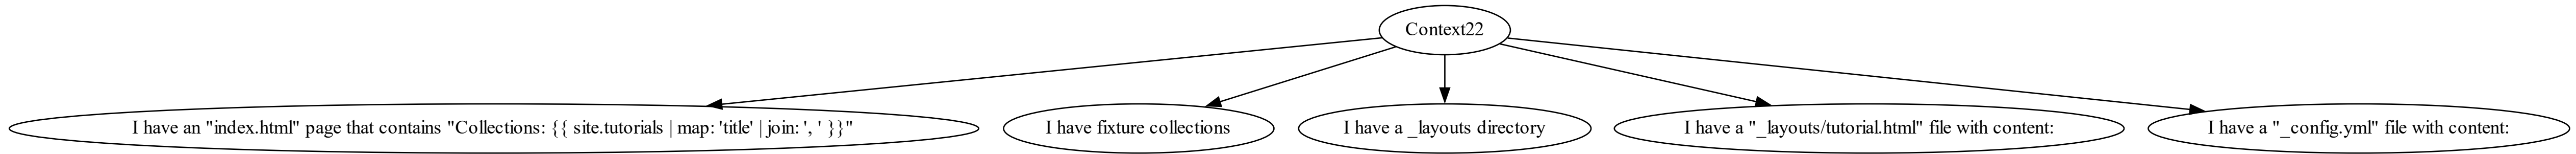 Context22
I have an "index.html" page that contains "Collections: {{ site.tutorials | map: 'title' | join: ', ' }}"
I have fixture collections
I have a _layouts directory
I have a "_layouts/tutorial.html" file with content:
I have a "_config.yml" file with content: